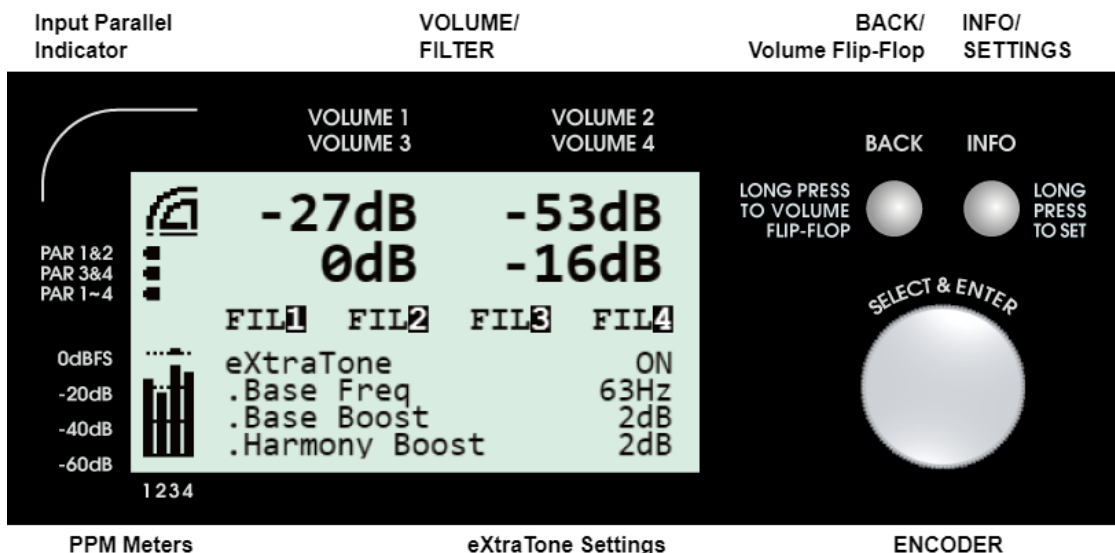 Input Parallel
Indicator
VOLUME/
FILTER
BACK/
Volume Flip-Flop
INFO/
SETTINGS
VOLUME 1
VOLUME 3
VOLUME 2
VOLUME 4
BACK
INFO
LONG PRESS
TO VOLUME
FLIP-FLOP
LONG
PRESS
TO SET
-27dB -53dB
0dB -16dB
PAR 1&2
PAR 3&4
PAR 1~4
SELECT & ENTER
FIL1 FIL2 FIL3 FIL4
eXtraTone ON
.Base Freq 63Hz
.Base Boost 2dB
.Harmony Boost 2dB
0dBFS
-20dB
-40dB
-60dB
1234
PPM Meters
eXtraTone Settings
ENCODER